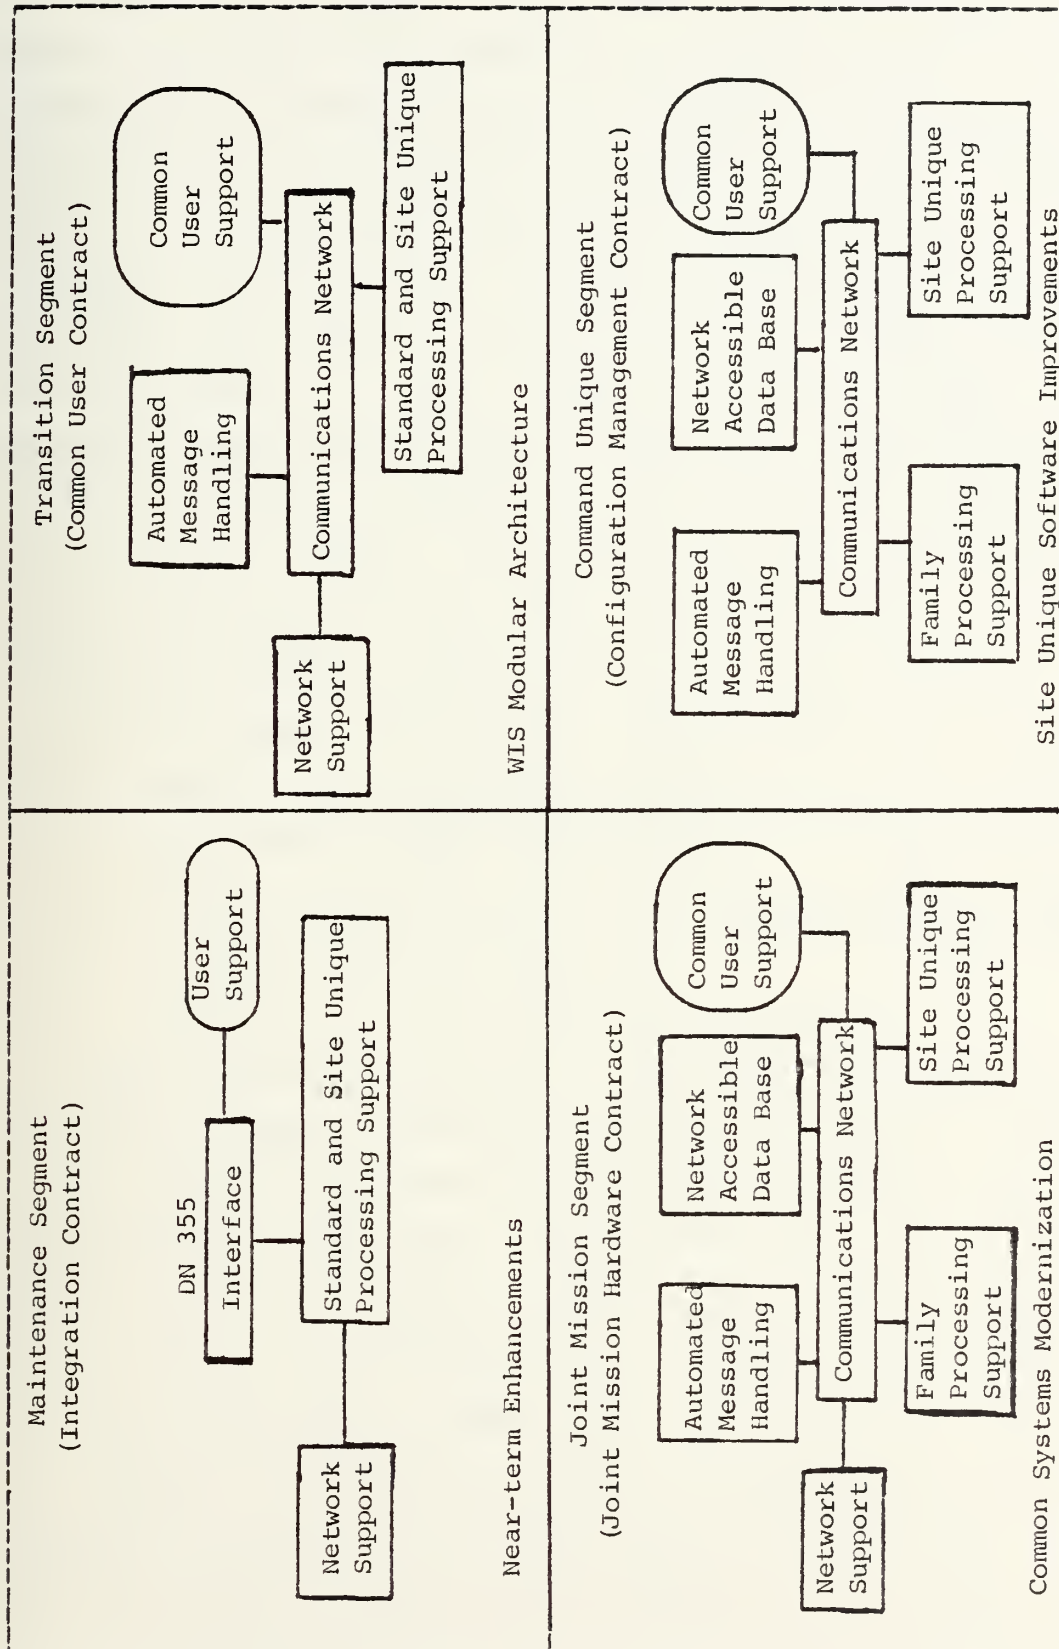 Maintenance Segment
(Integration Contract)
DN 355
Interface
User
Support
Standard and Site Unique
Processing Support
Network
Support
Near-term Enhancements
Transition Segment
(Common User Contract)
Automated
Message
Handling
Common
User
Support
Communications Network
Network
Support
Standard and Site Unique
Processing Support
WIS Modular Architecture
Joint Mission Segment
(Joint Mission Hardware Contract)
Automated
Message
Handling
Network
Accessible
Data Base
Common
User
Support
Network
Support
Communications Network
Family
Processing
Support
Site Unique
Processing
Support
Common Systems Modernization
Command Unique Segment
(Configuration Management Contract)
Automated
Message
Handling
Network
Accessible
Data Base
Common
User
Support
Communications Network
Family
Processing
Support
Site Unique
Processing
Support
Site Unique Software Improvements